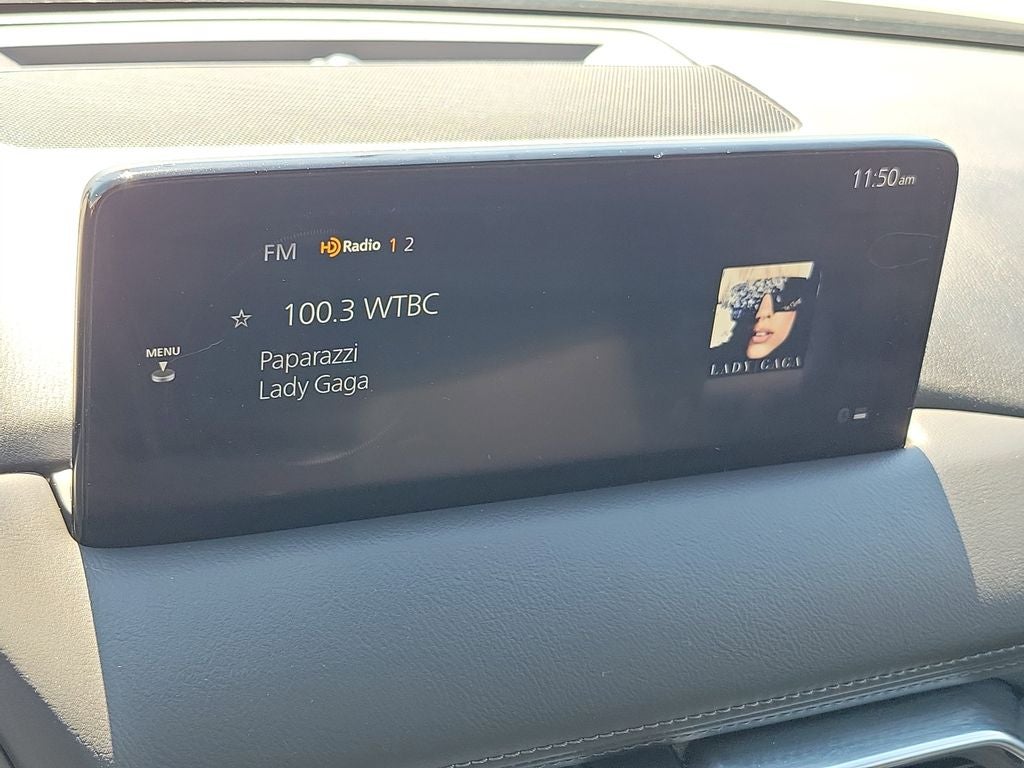 11:50am
FM HD Radio 1 2
100.3 WTBC
MENU
Paparazzi
Lady Gaga
LADY GAGA